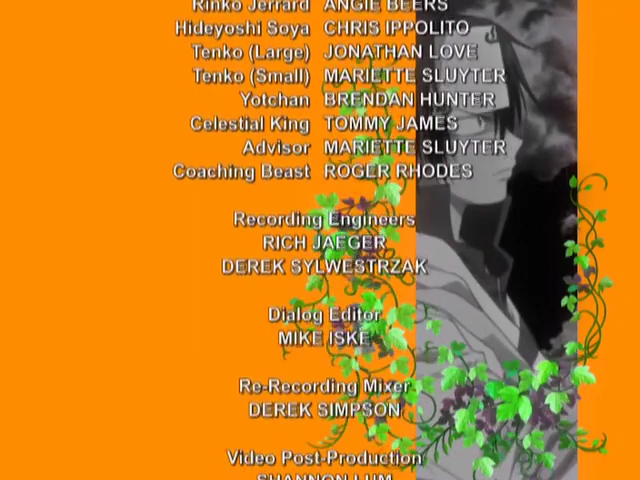 Rinko Jerrard ANGIE BEERS
Hideyoshi Soya CHRIS IPPOLITO
Tenko (Large) JONATHAN LOVE
Tenko (Small) MARIETTE SLUYTER
Yotchan BRENDAN HUNTER
Celestial King TOMMY JAMES
Advisor MARIETTE SLUYTER
Coaching Beast ROGER RHODES
Recording Engineers
RICH JAEGER
DEREK SYLWESTRZAK
Dialog Editor
MIKE ISKE
Re-Recording Mixer
DEREK SIMPSON
Video Post-Production
SHANNON LUM